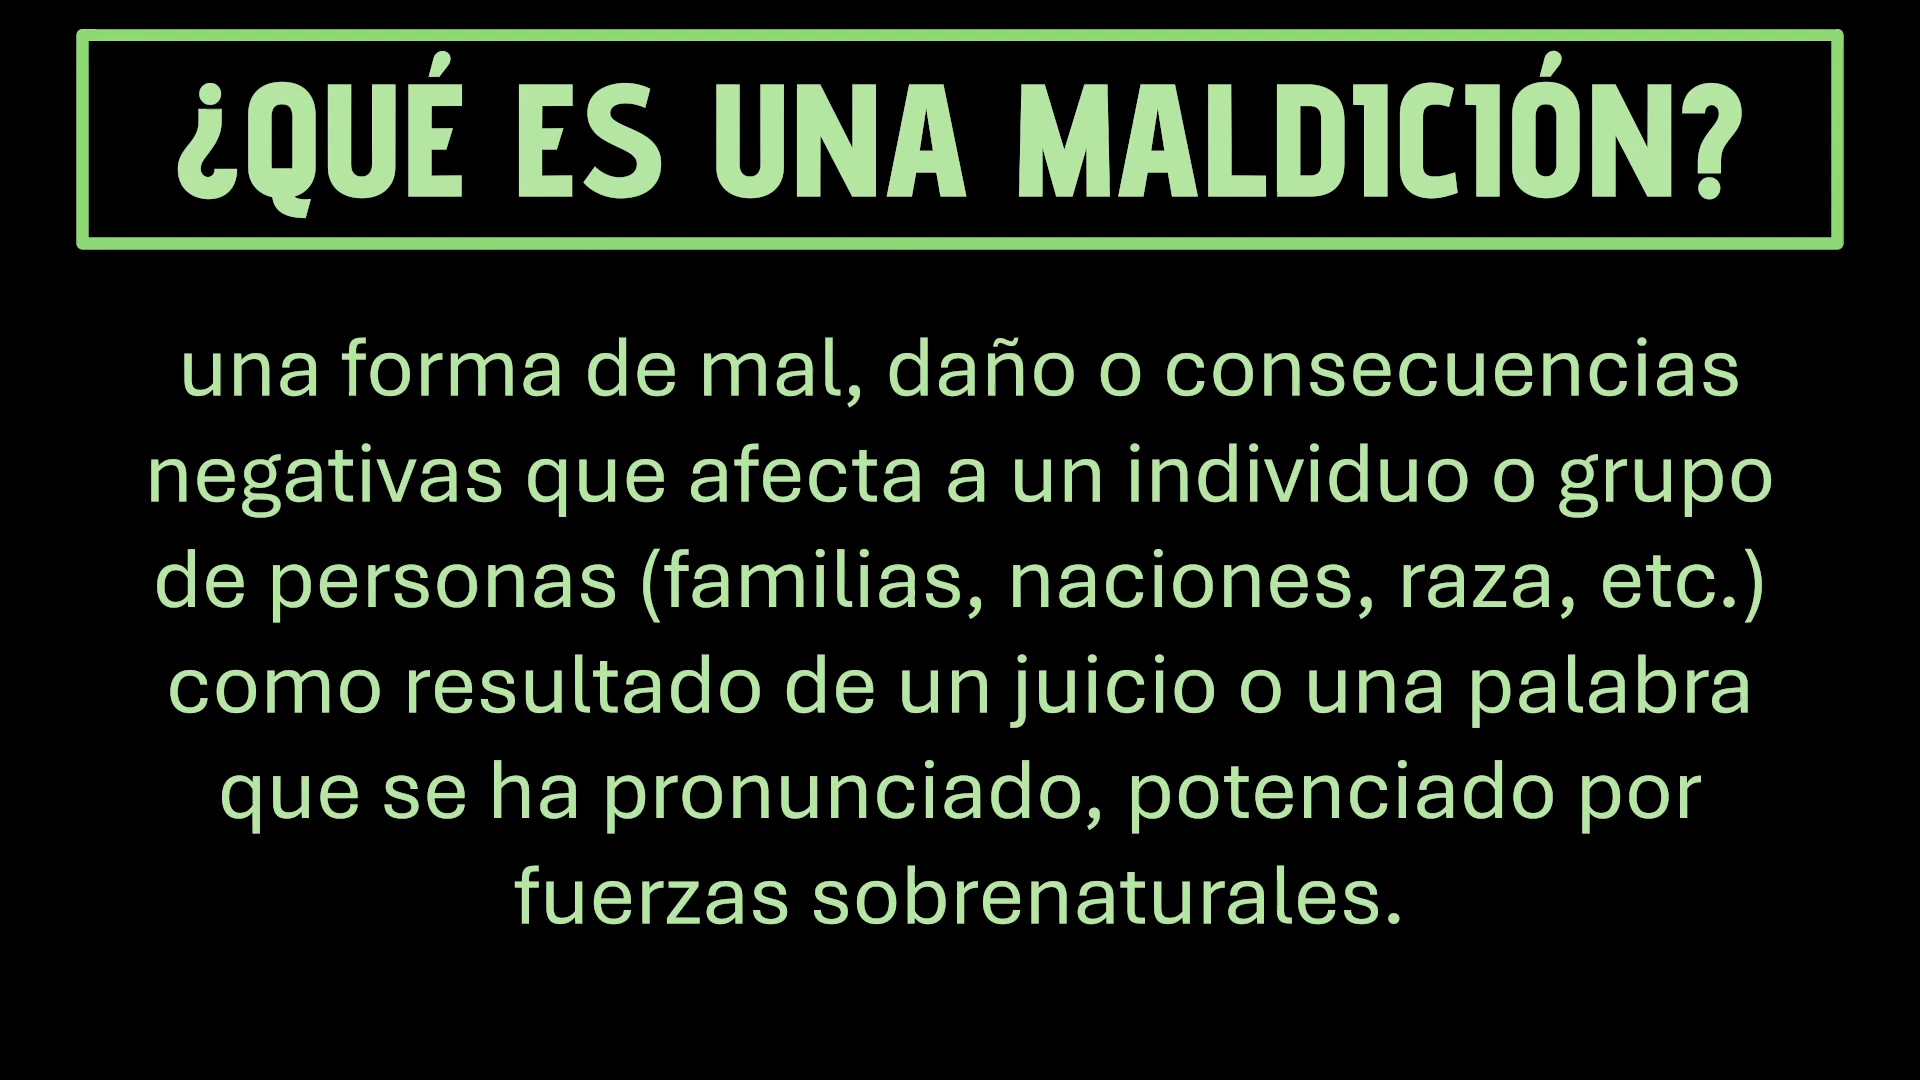 ¿QUÉ ES UNA MALDICIÓN?
una forma de mal, daño o consecuencias
negativas que afecta a un individuo o grupo
de personas (familias, naciones, raza, etc.)
como resultado de un juicio o una palabra
que se ha pronunciado, potenciado por
fuerzas sobrenaturales.